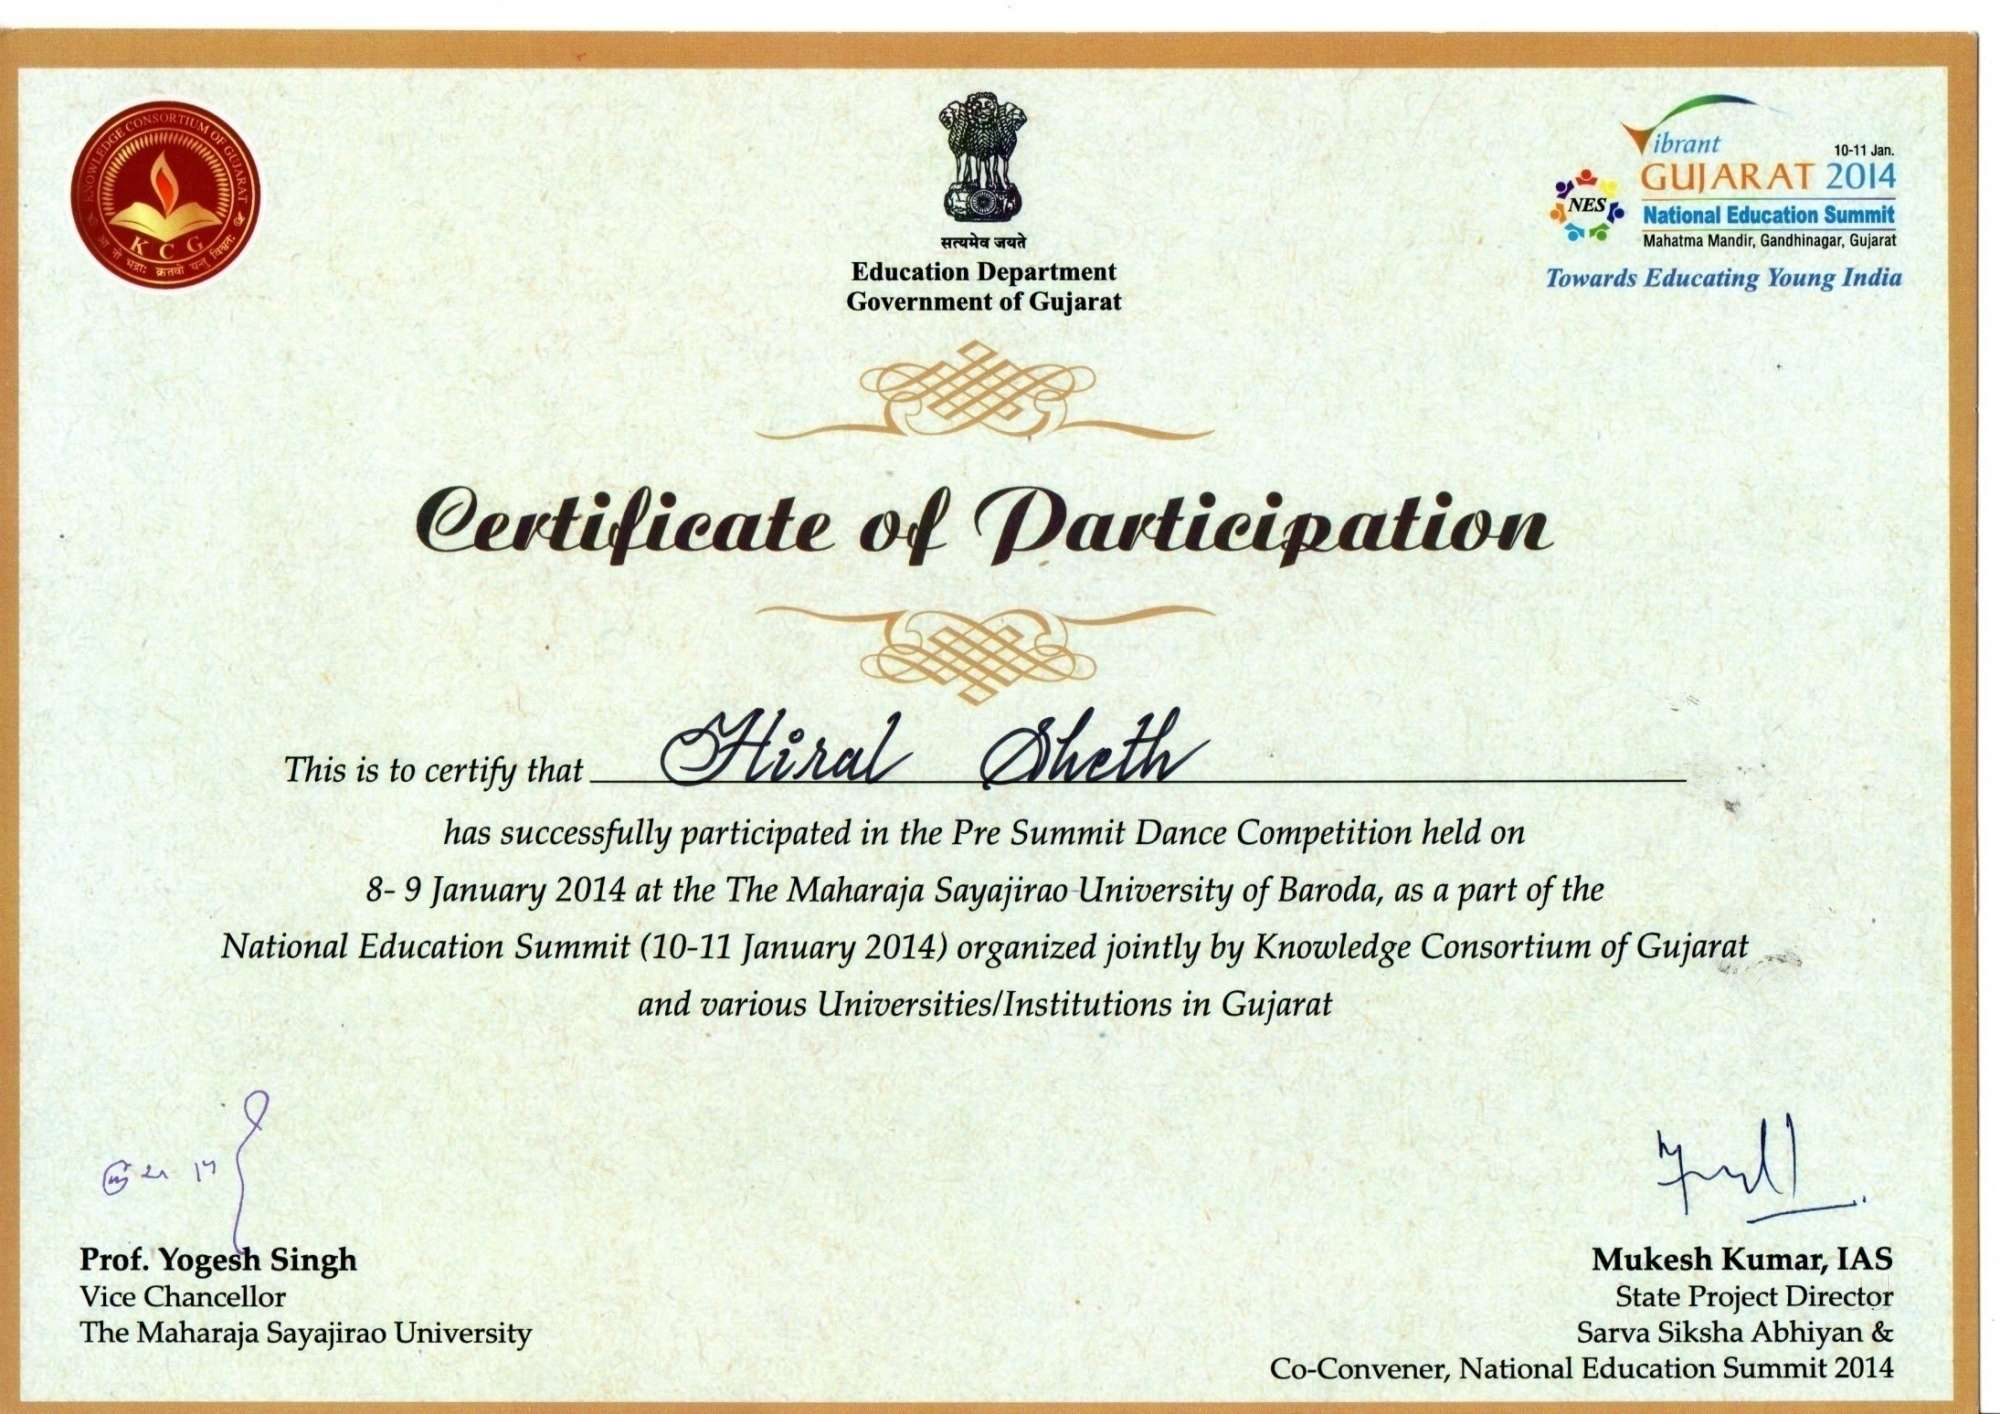 KNOWLEDGE CONSORTIUM OF GUJARAT
KCG
आ नो भद्राः क्रतवो यन्तु विश्वतः
सत्यमेव जयते
Education Department
Government of Gujarat
Vibrant
10-11 Jan.
GUJARAT 2014
NES
National Education Summit
Mahatma Mandir, Gandhinagar, Gujarat
Towards Educating Young India
Certificate of Participation
This is to certify that Hiral Sheth
has successfully participated in the Pre Summit Dance Competition held on
8- 9 January 2014 at the The Maharaja Sayajirao University of Baroda, as a part of the
National Education Summit (10-11 January 2014) organized jointly by Knowledge Consortium of Gujarat
and various Universities/Institutions in Gujarat
Prof. Yogesh Singh
Vice Chancellor
The Maharaja Sayajirao University
Mukesh Kumar, IAS
State Project Director
Sarva Siksha Abhiyan &
Co-Convener, National Education Summit 2014